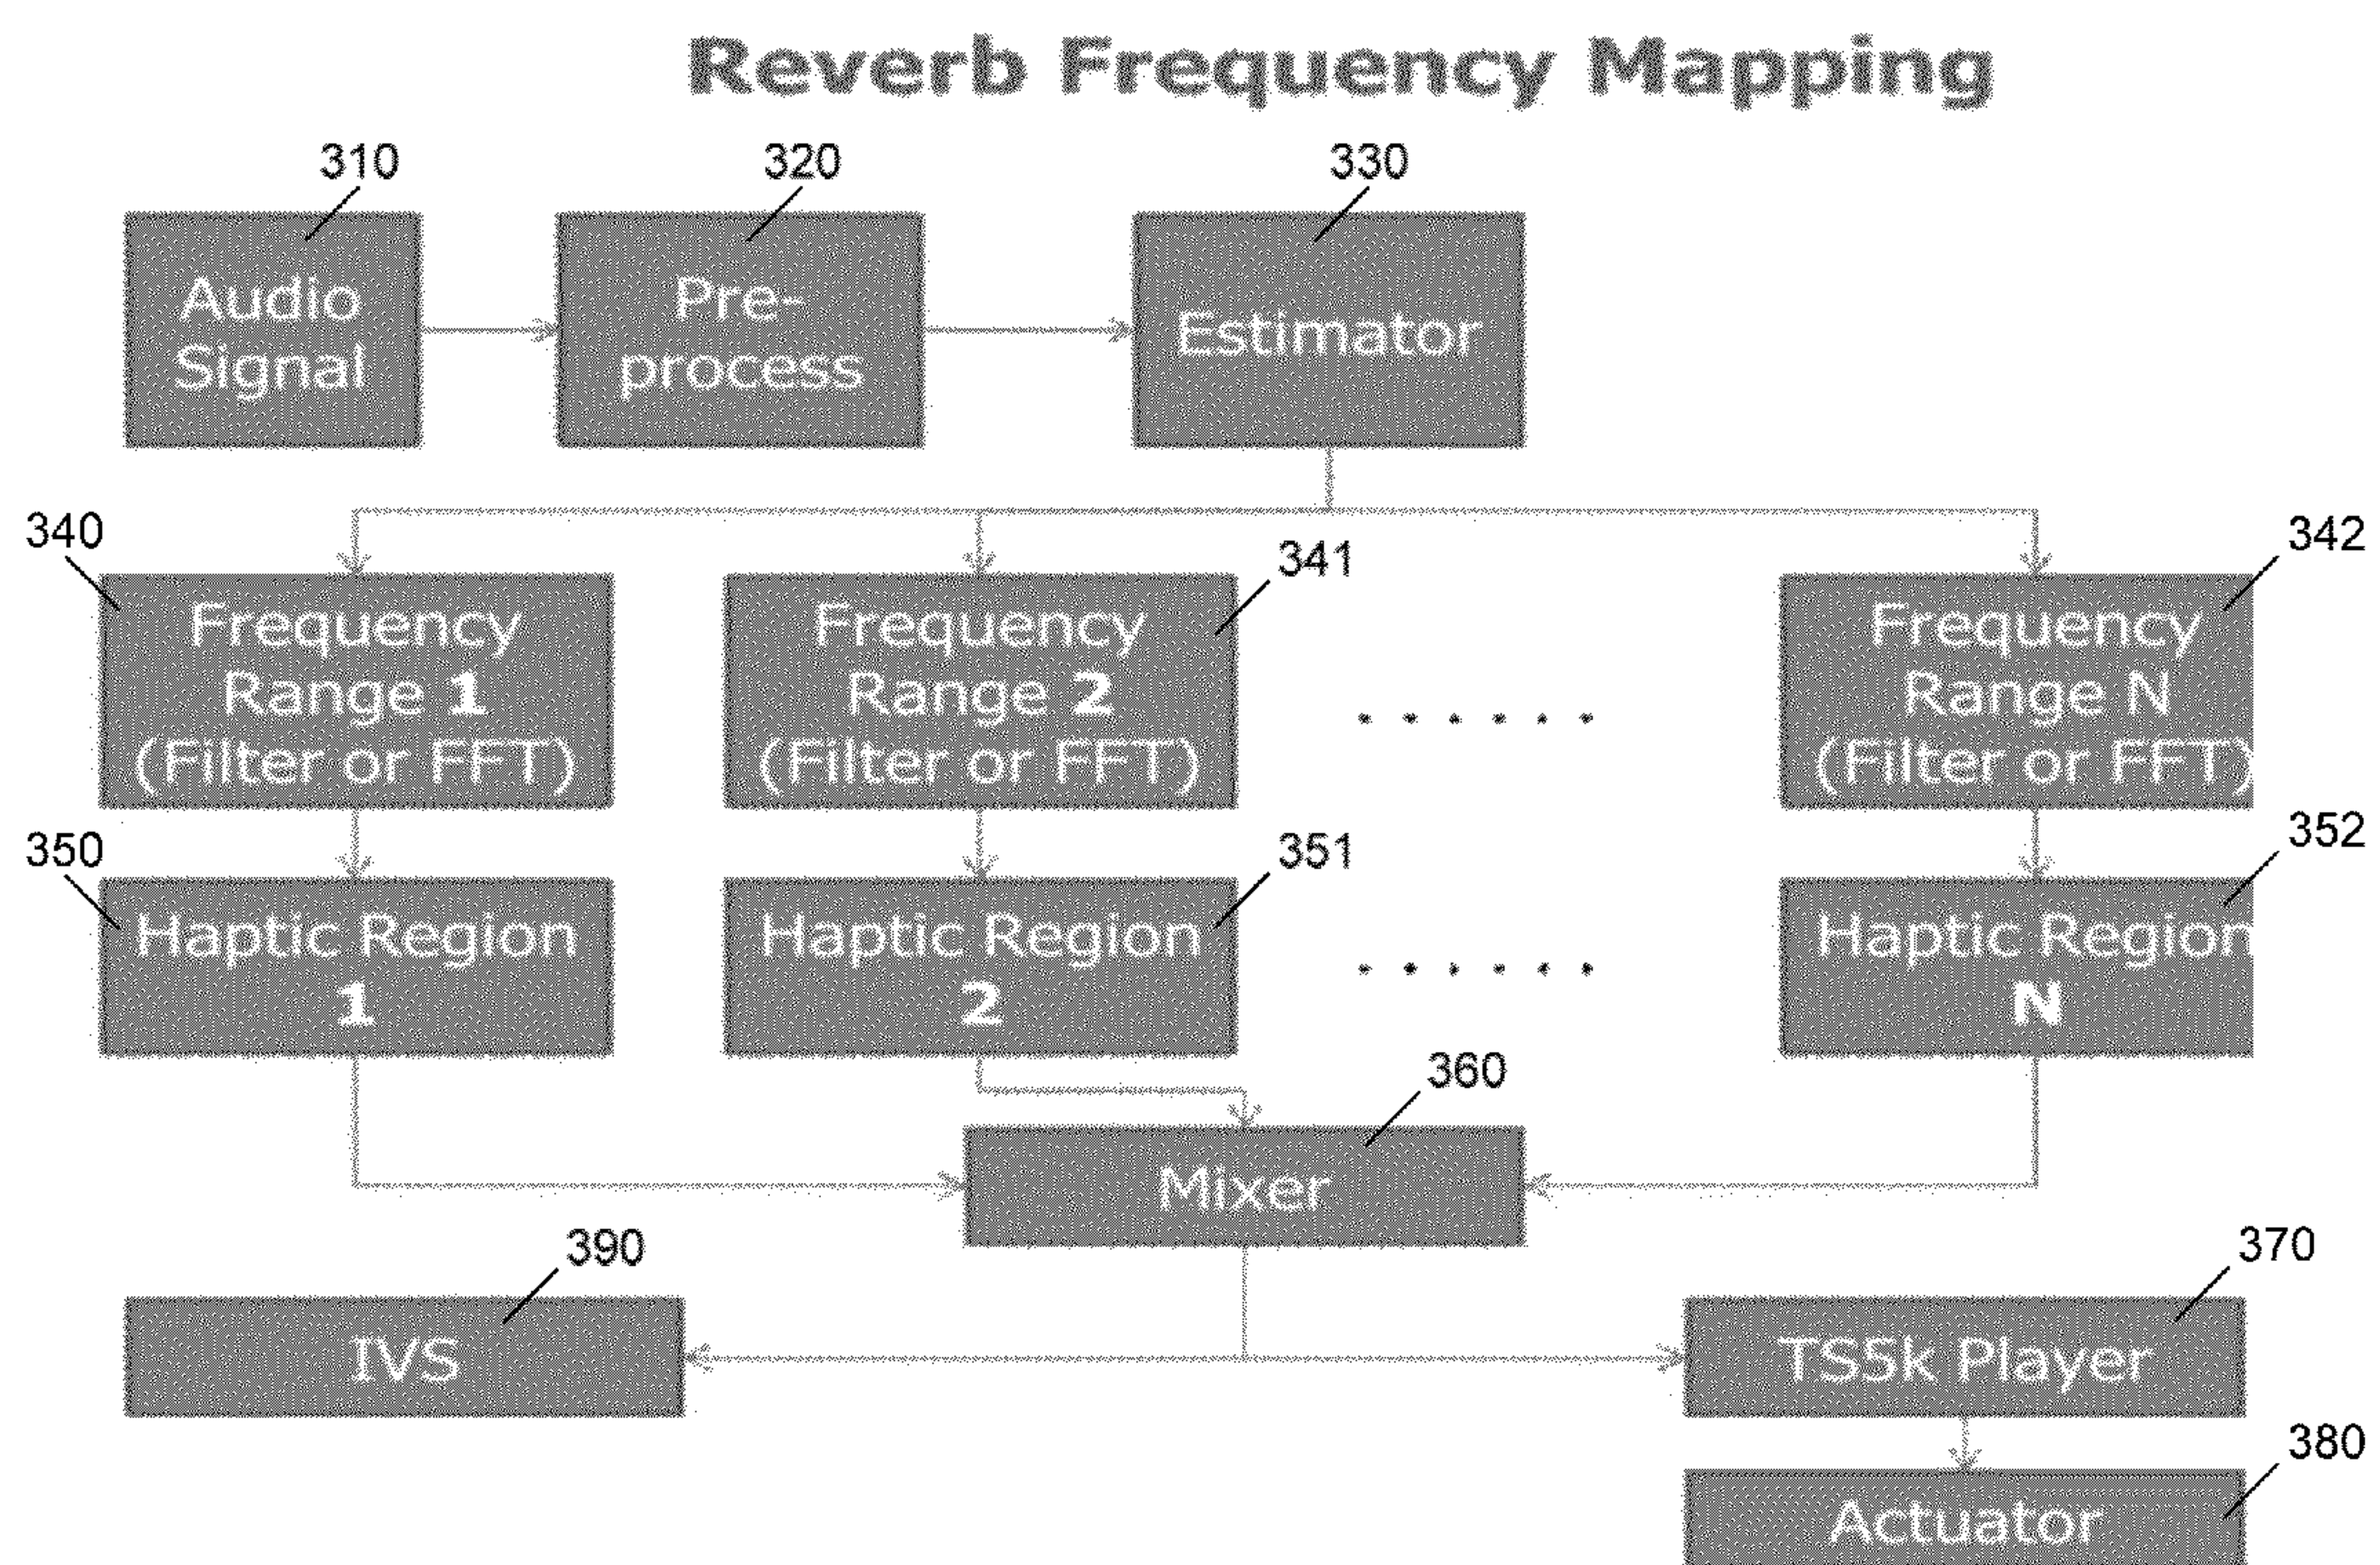 Reverb Frequency Mapping
310
320
330
Audio
Signal
Pre-
process
Estimator
340
341
342
Frequency
Range 1
(Filter or FFT)
Frequency
Range 2
(Filter or FFT)
. . . . . .
Frequency
Range N
(Filter or FFT)
350
351
352
Haptic Region
1
Haptic Region
2
. . . . . .
Haptic Region
N
360
Mixer
390
370
IVS
TS5k Player
380
Actuator